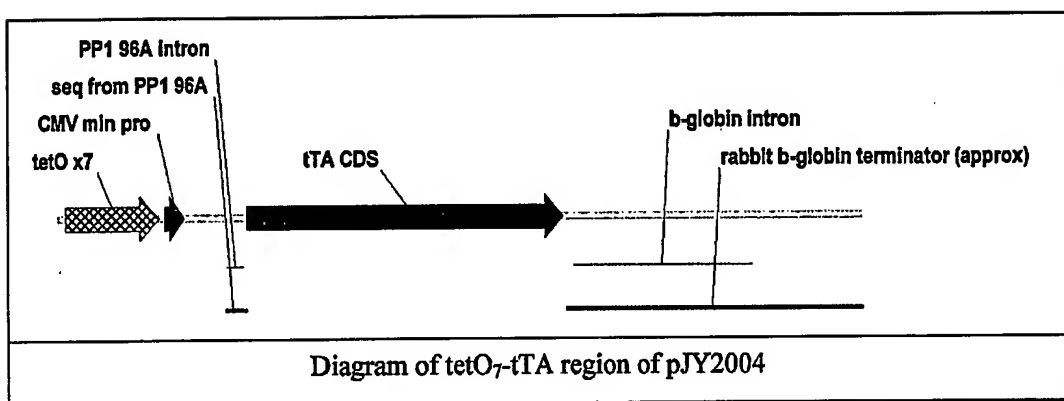 PP1 96A intron
seq from PP1 96A
CMV min pro
tetO x7
tTA CDS
b-globin intron
rabbit b-globin terminator (approx)
Diagram of tetO₇-tTA region of pJY2004